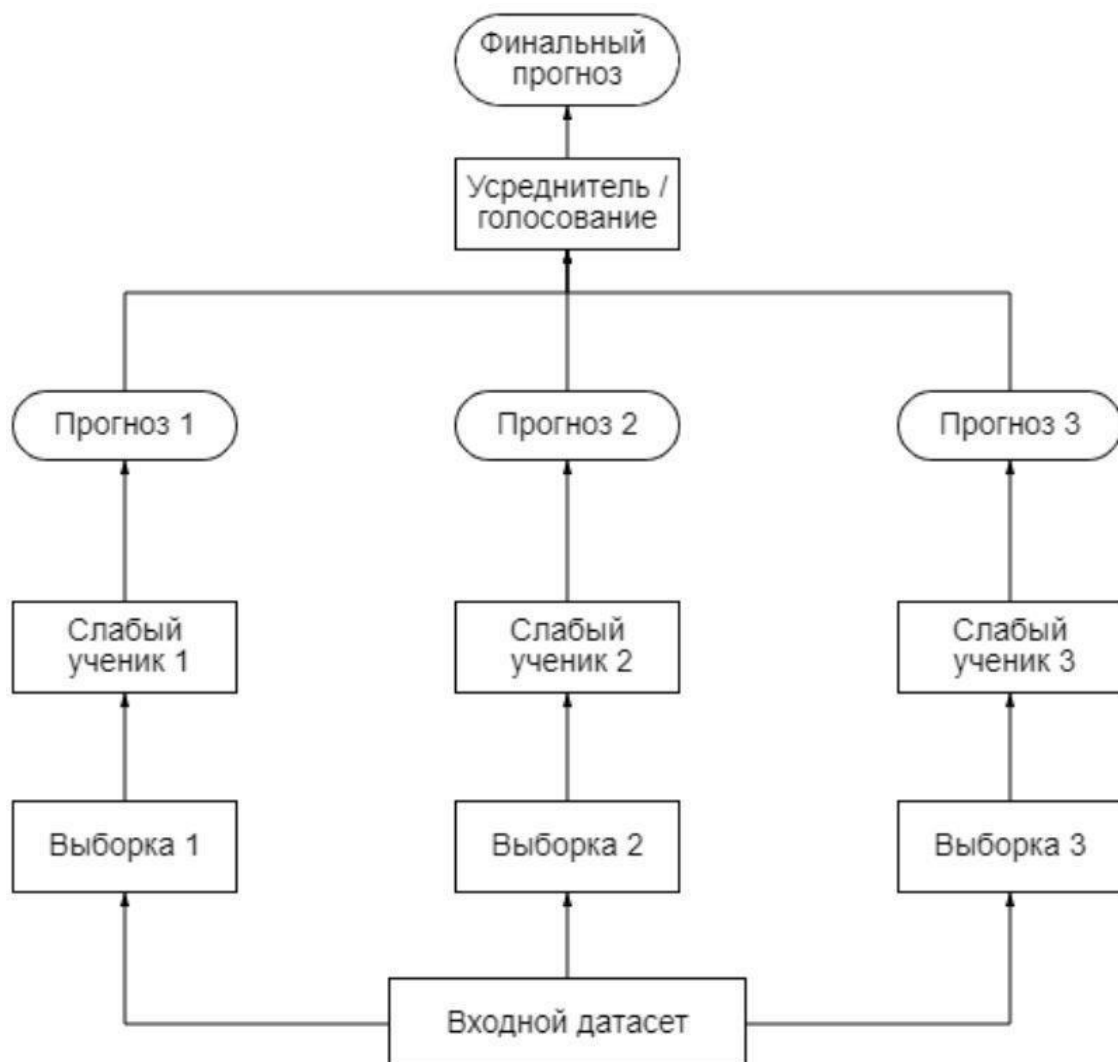 Финальный
прогноз
Усреднитель /
голосование
Прогноз 1
Прогноз 2
Прогноз 3
Слабый
ученик 1
Слабый
ученик 2
Слабый
ученик 3
Выборка 1
Выборка 2
Выборка 3
Входной датасет